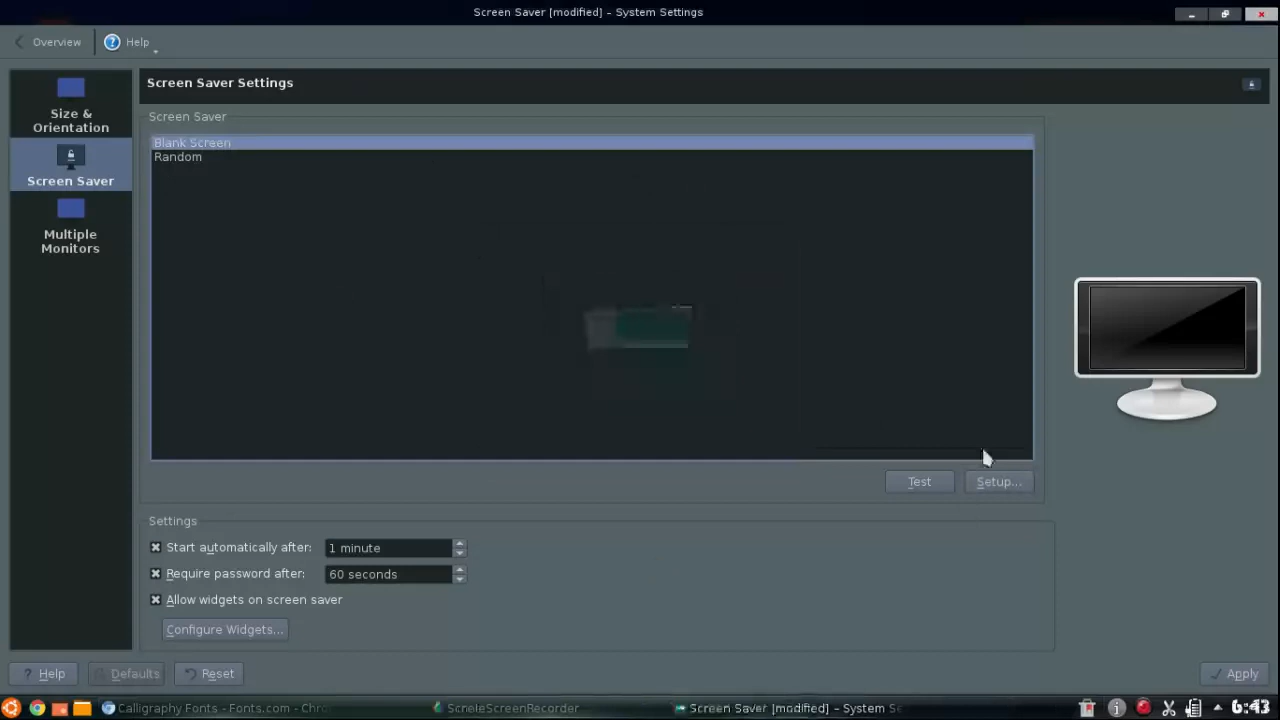 Screen Saver [modified] – System Settings
Overview
Help
Screen Saver Settings
Size &
Orientation
Screen Saver
Multiple
Monitors
Screen Saver
Blank Screen
Random
Test
Setup...
Settings
Start automatically after: 1 minute
Require password after: 60 seconds
Allow widgets on screen saver
Configure Widgets...
? Help
Defaults
Reset
Apply
Calligraphy Fonts - Fonts.com - Chro
ScreenRecorder
Screen Saver [modified] - System Se
6:43